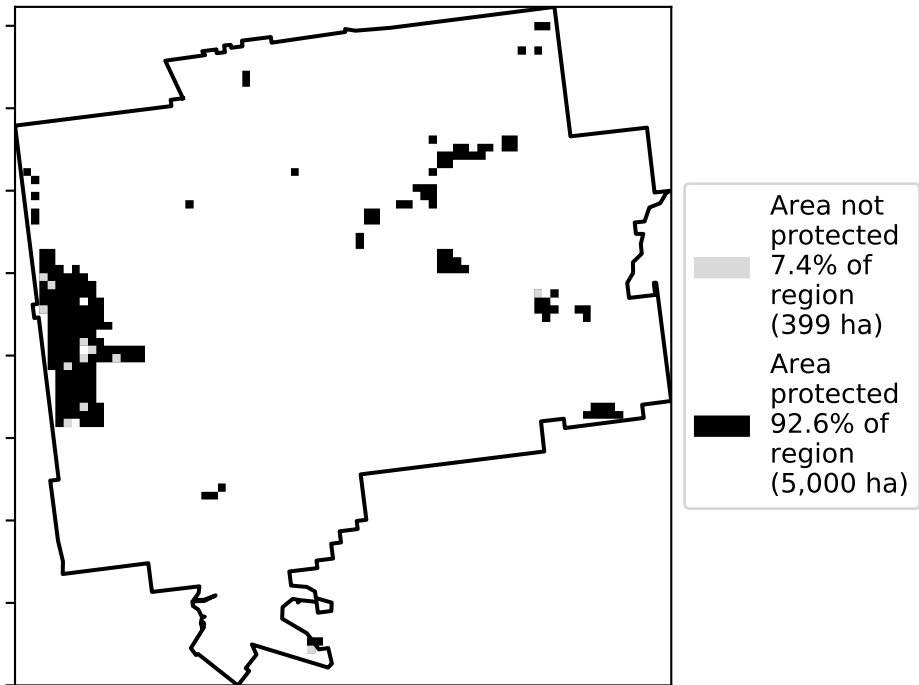 Area not
protected
7.4% of
region
(399 ha)
Area
protected
92.6% of
region
(5,000 ha)